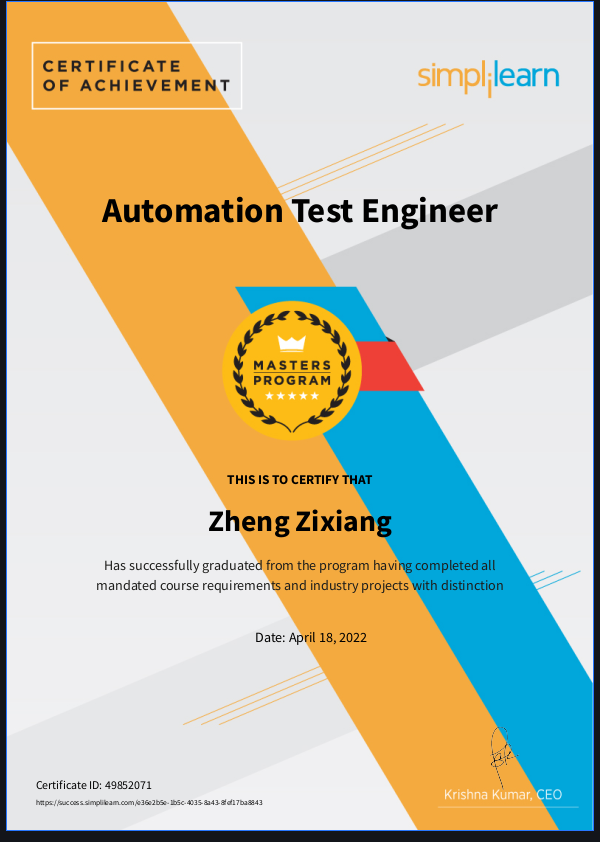 CERTIFICATE
OF ACHIEVEMENT
simplilearn
Automation Test Engineer
MASTERS
PROGRAM
THIS IS TO CERTIFY THAT
Zheng Zixiang
Has successfully graduated from the program having completed all
mandated course requirements and industry projects with distinction
Date: April 18, 2022
Certificate ID: 49852071
https://success.simplilearn.com/e36e2b5e-1b5c-4035-8a43-8fef17ba8843
Krishna Kumar, CEO